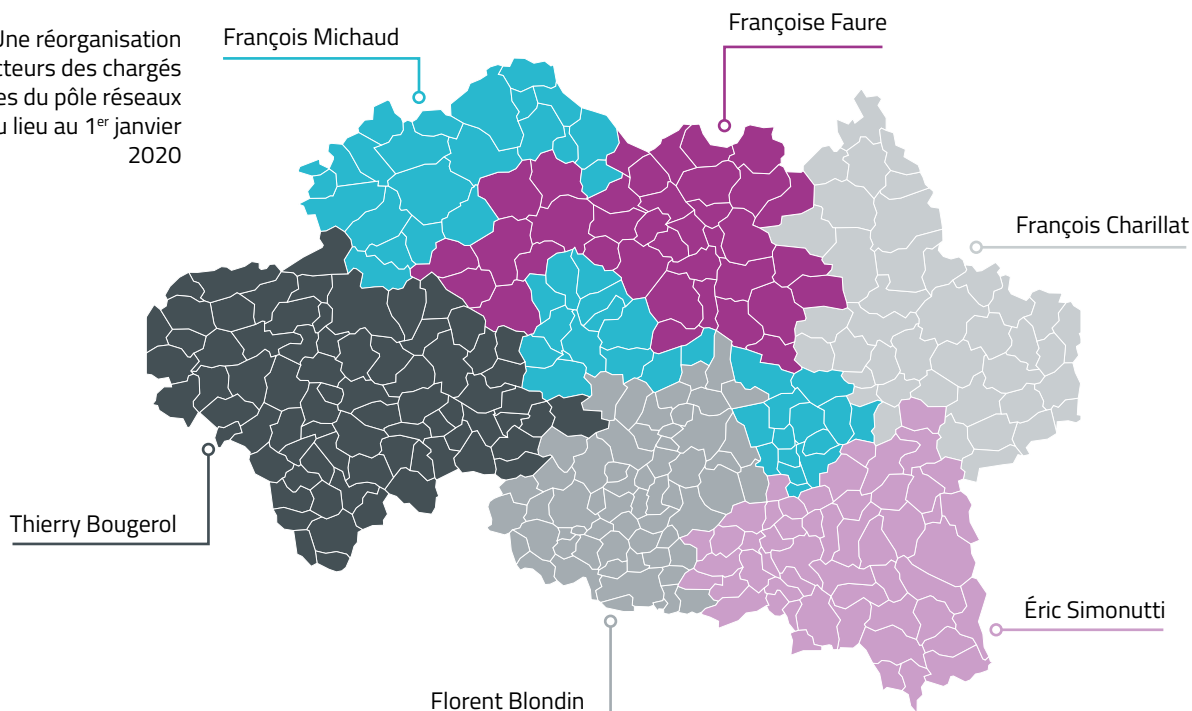 Une réorganisation
cteurs des chargés
es du pôle réseaux
u lieu au 1er janvier
2020
François Michaud
Françoise Faure
François Charillat
Thierry Bougerol
Éric Simonutti
Florent Blondin